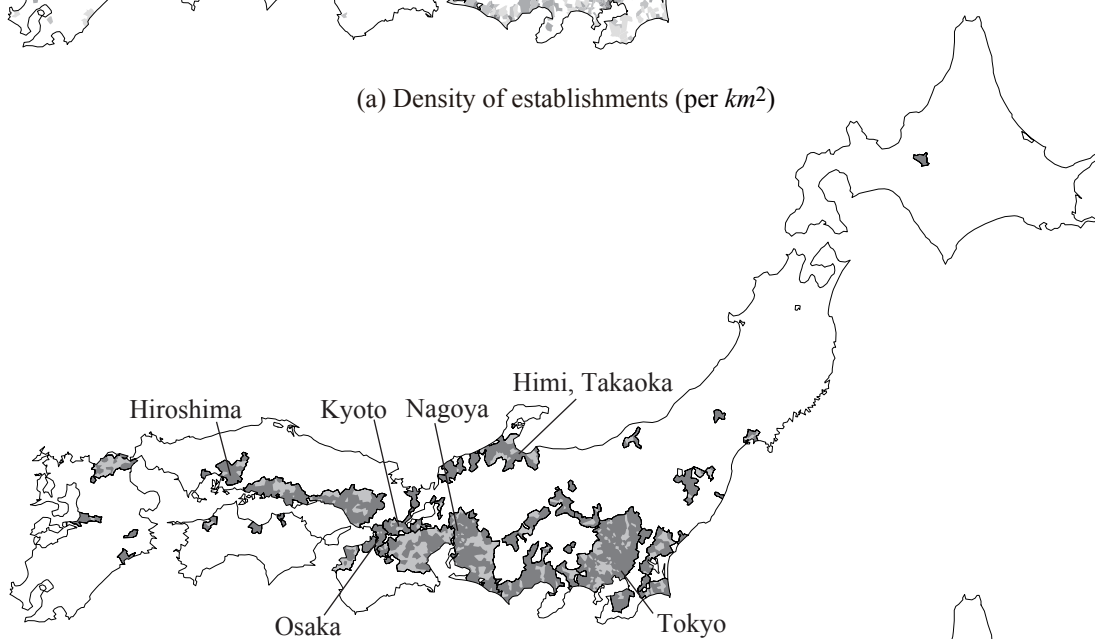 (a) Density of establishments (per km²)
Himi, Takaoka
Hiroshima
Kyoto
Nagoya
Osaka
Tokyo